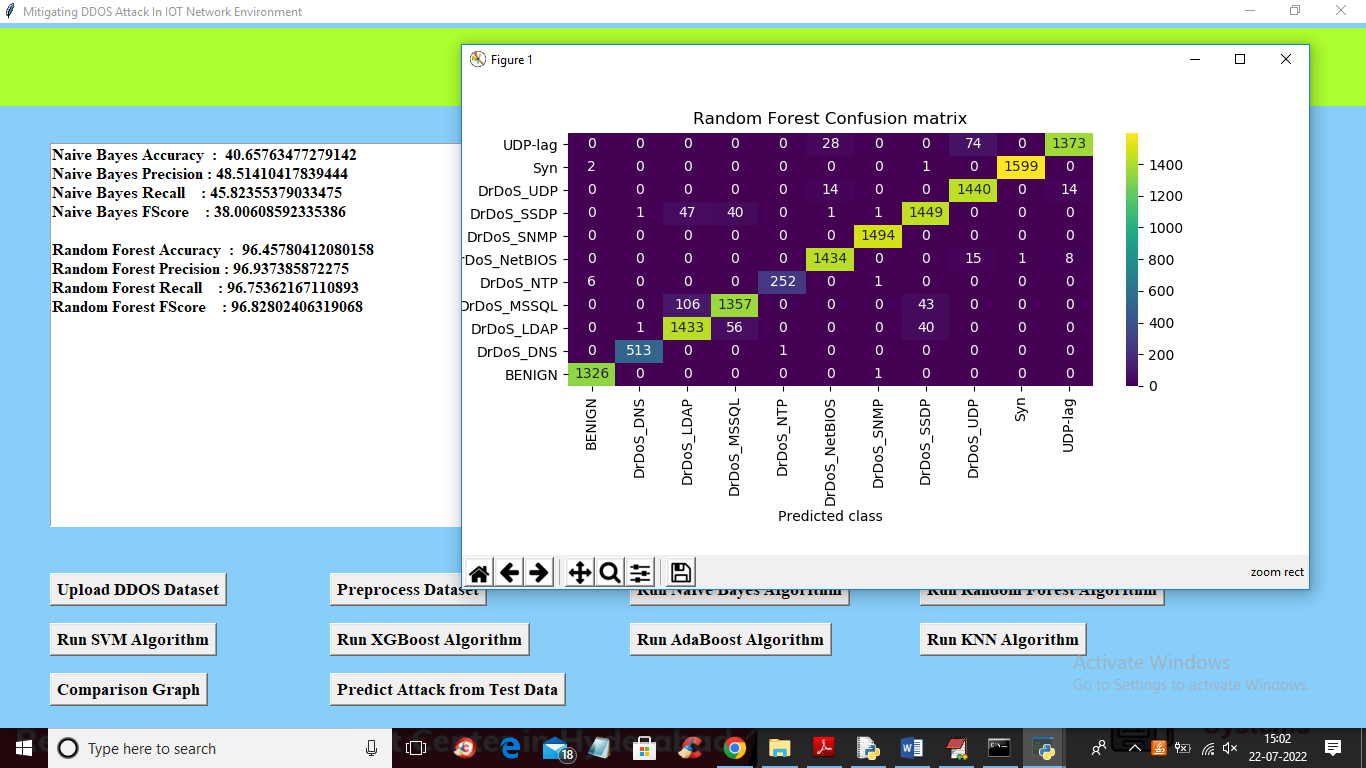 Mitigating DDOS Attack In IOT Network Environment
Naive Bayes Accuracy  :  40.65763477279142
Naive Bayes Precision : 48.51410417839444
Naive Bayes Recall    : 45.82355379033475
Naive Bayes FScore    : 38.00608592335386
Random Forest Accuracy  :  96.45780412080158
Random Forest Precision : 96.937385872275
Random Forest Recall    : 96.75362167110893
Random Forest FScore    : 96.82802406319068
Figure 1
Random Forest Confusion matrix
UDP-lag 0 0 0 0 0 28 0 0 74 0 1373
Syn 2 0 0 0 0 0 0 1 0 1599 0
DrDoS_UDP 0 0 0 0 0 14 0 0 1440 0 14
DrDoS_SSDP 0 1 47 40 0 1 1 1449 0 0 0
DrDoS_SNMP 0 0 0 0 0 0 1494 0 0 0 0
rDoS_NetBIOS 0 0 0 0 0 1434 0 0 15 1 8
DrDoS_NTP 6 0 0 0 252 0 1 0 0 0 0
DrDoS_MSSQL 0 0 106 1357 0 0 0 43 0 0 0
DrDoS_LDAP 0 1 1433 56 0 0 0 40 0 0 0
DrDoS_DNS 0 513 0 0 1 0 0 0 0 0 0
BENIGN 1326 0 0 0 0 0 1 0 0 0 0
1400
1200
1000
800
600
400
200
0
BENIGN
DrDoS_DNS
DrDoS_LDAP
DrDoS_MSSQL
DrDoS_NTP
DrDoS_NetBIOS
DrDoS_SNMP
DrDoS_SSDP
DrDoS_UDP
Syn
UDP-lag
Predicted class
zoom rect
Upload DDOS Dataset
Preprocess Dataset
Run Naive Bayes Algorithm
Run Random Forest Algorithm
Run SVM Algorithm
Run XGBoost Algorithm
Run AdaBoost Algorithm
Run KNN Algorithm
Comparison Graph
Predict Attack from Test Data
Activate Windows
Go to Settings to activate Windows.
Type here to search
18
15:02
22-07-2022